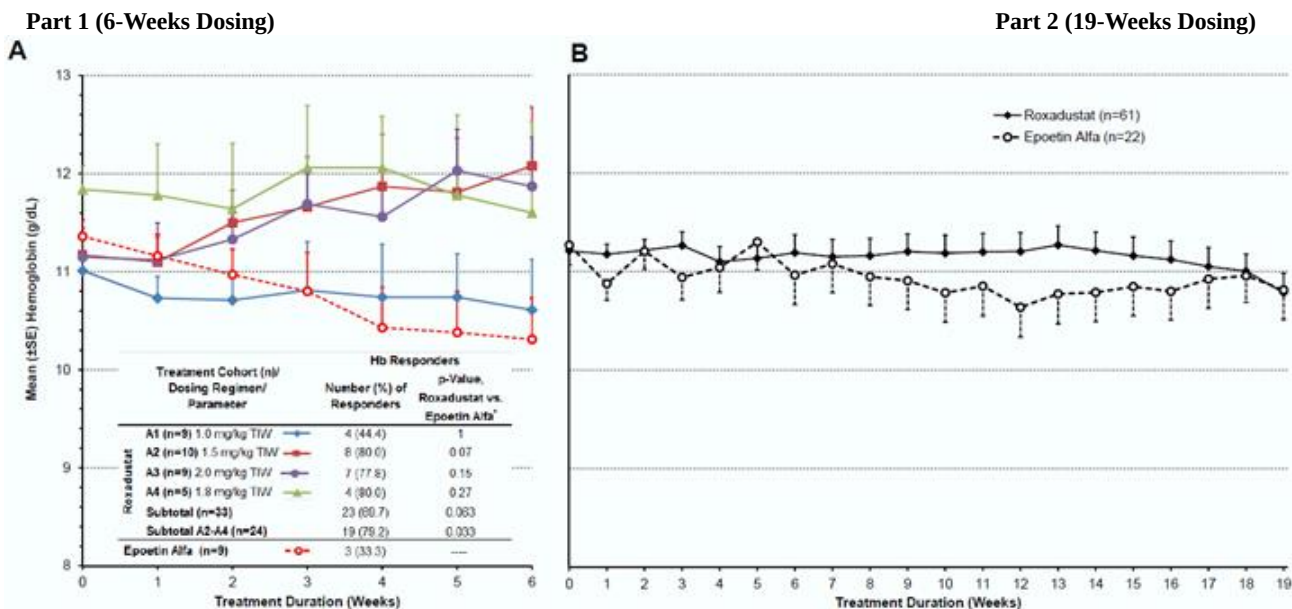 Part 1 (6-Weeks Dosing)
Part 2 (19-Weeks Dosing)
A
B
Mean (±SE) Hemoglobin (g/dL)
13
12
11
10
9
8
Treatment Cohort (n)/
Dosing Regimen/
Parameter
Hb Responders
Number (%) of
Responders
p-Value,
Roxadustat vs.
Epoetin Alfa*
Roxadustat
A1 (n=9) 1.0 mg/kg TIW 4 (44.4) 1
A2 (n=10) 1.5 mg/kg TIW 8 (80.0) 0.07
A3 (n=9) 2.0 mg/kg TIW 7 (77.8) 0.15
A4 (n=5) 1.8 mg/kg TIW 4 (80.0) 0.27
Subtotal (n=33) 23 (69.7) 0.063
Subtotal A2-A4 (n=24) 19 (79.2) 0.033
Epoetin Alfa (n=9) 3 (33.3) ----
0 1 2 3 4 5 6
Treatment Duration (Weeks)
Roxadustat (n=61)
Epoetin Alfa (n=22)
0 1 2 3 4 5 6 7 8 9 10 11 12 13 14 15 16 17 18 19
Treatment Duration (Weeks)